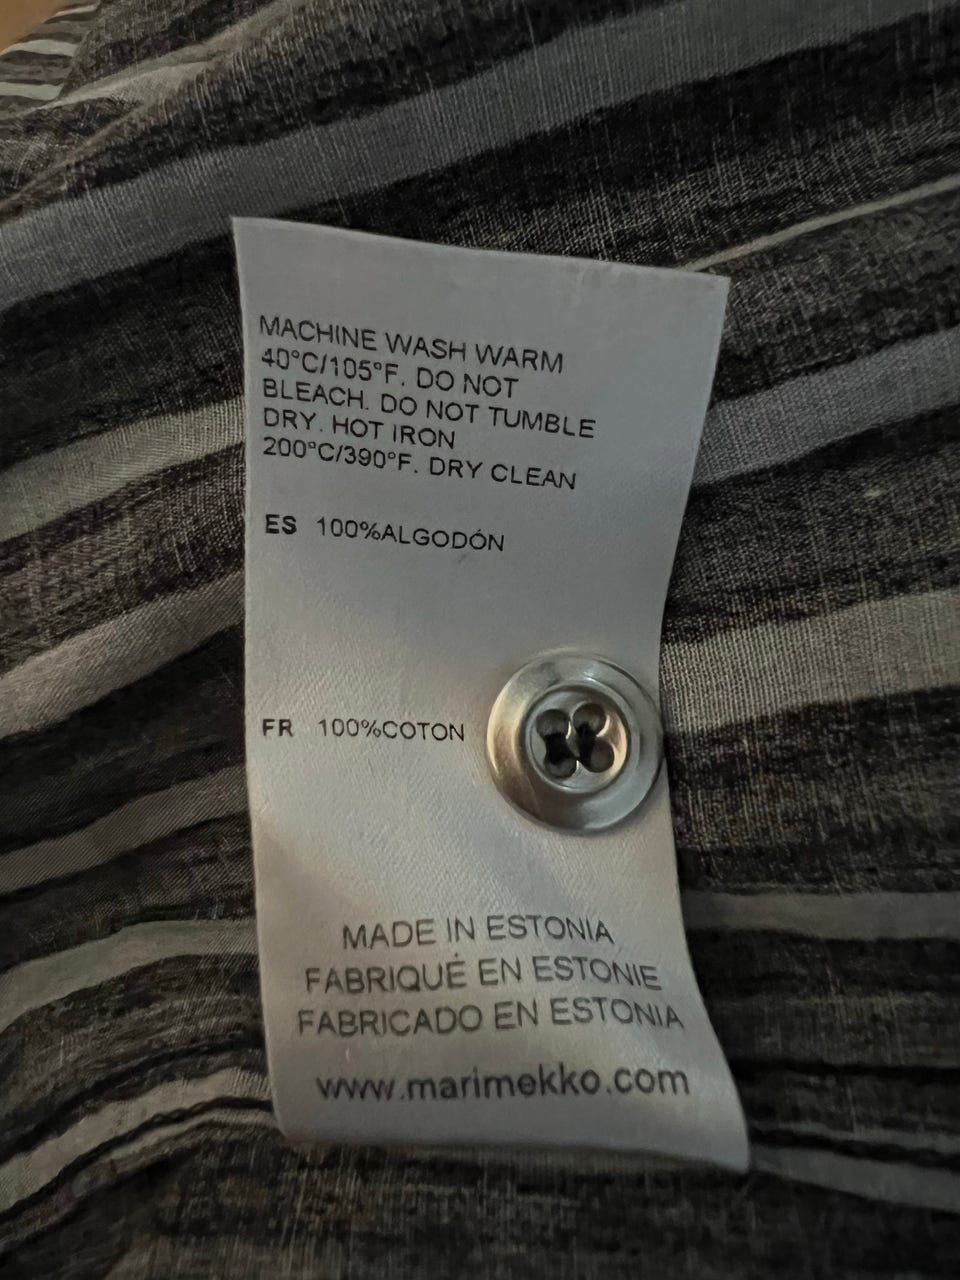 MACHINE WASH WARM
40°C/105°F. DO NOT
BLEACH. DO NOT TUMBLE
DRY. HOT IRON
200°C/390°F. DRY CLEAN
ES 100%ALGODÓN
FR 100%COTON
MADE IN ESTONIA
FABRIQUÉ EN ESTONIE
FABRICADO EN ESTONIA
www.marimekko.com